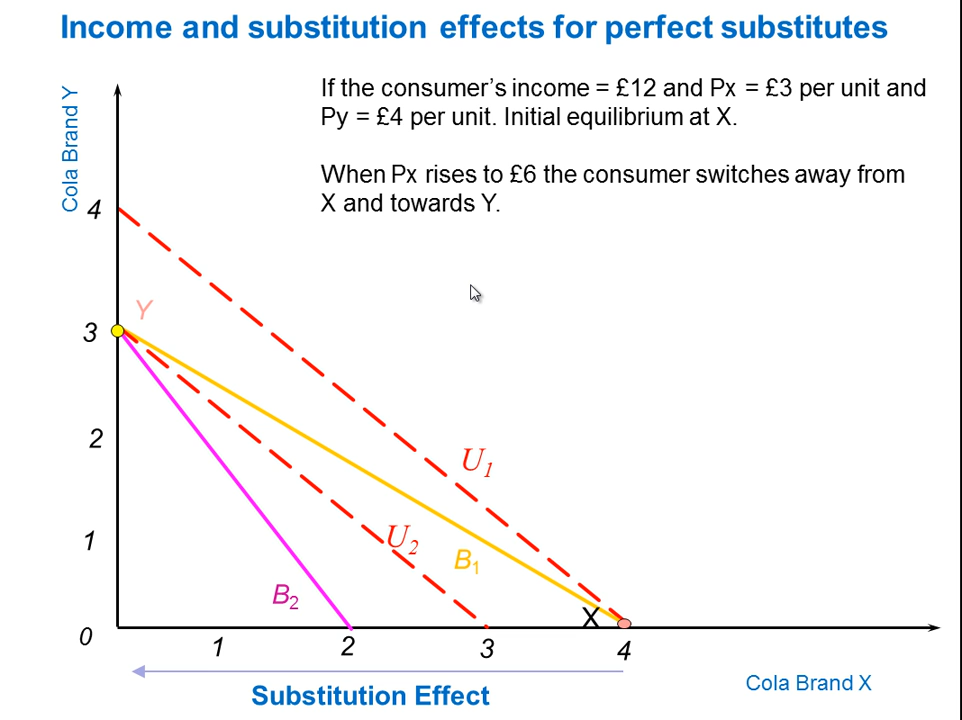 Income and substitution effects for perfect substitutes
If the consumer's income = £12 and Px = £3 per unit and
Py = £4 per unit. Initial equilibrium at X.
When Px rises to £6 the consumer switches away from
X and towards Y.
Cola Brand Y
4
Y
3
2
U1
1
U2
B1
B2
X
0
1
2
3
4
Cola Brand X
Substitution Effect